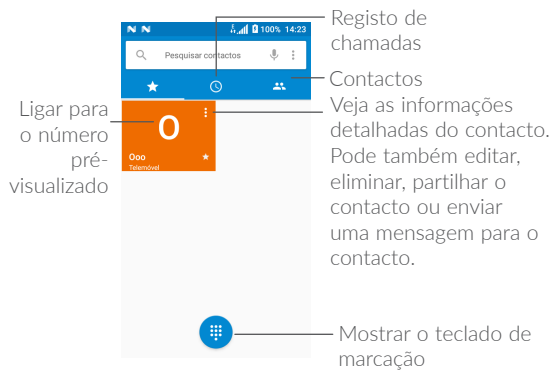 Registo de
chamadas
100% 14:23
Pesquisar contactos
Contactos
Veja as informações
detalhadas do contacto.
Pode também editar,
eliminar, partilhar o
contacto ou enviar
uma mensagem para o
contacto.
Ligar para
o número
pré-
visualizado
O
Ooo
Telemóvel
Mostrar o teclado de
marcação